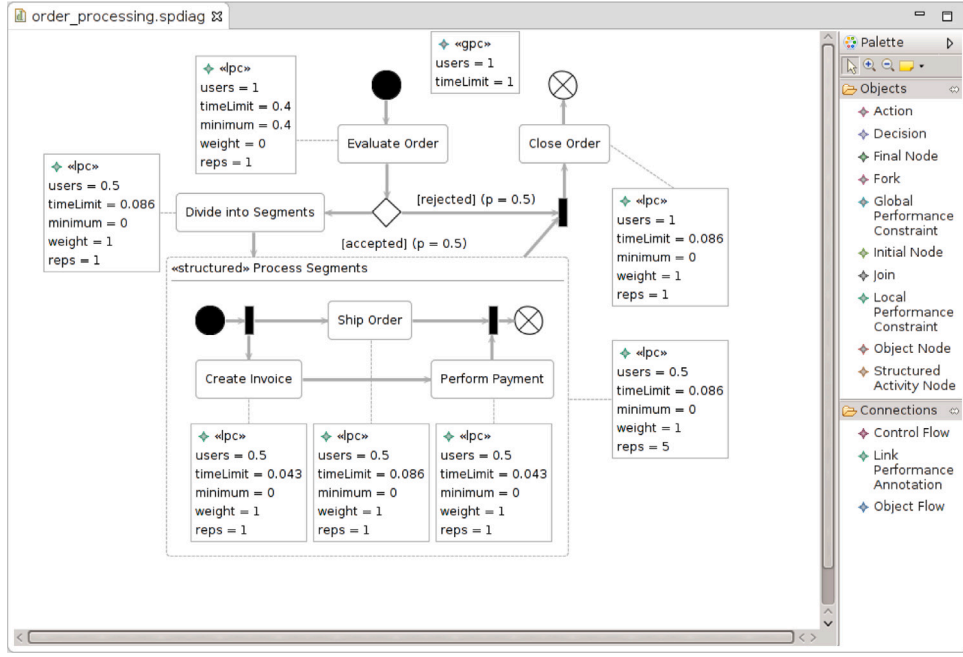 order_processing.spdiag
«gpc»
users = 1
timeLimit = 1
«lpc»
users = 1
timeLimit = 0.4
minimum = 0.4
weight = 0
reps = 1
Evaluate Order
Close Order
«lpc»
users = 0.5
timeLimit = 0.086
minimum = 0
weight = 1
reps = 1
Divide into Segments
[rejected] (p = 0.5)
[accepted] (p = 0.5)
«lpc»
users = 1
timeLimit = 0.086
minimum = 0
weight = 1
reps = 1
«structured» Process Segments
Ship Order
Create Invoice
Perform Payment
«lpc»
users = 0.5
timeLimit = 0.086
minimum = 0
weight = 1
reps = 5
«lpc»
users = 0.5
timeLimit = 0.043
minimum = 0
weight = 1
reps = 1
«lpc»
users = 0.5
timeLimit = 0.086
minimum = 0
weight = 1
reps = 1
«lpc»
users = 0.5
timeLimit = 0.043
minimum = 0
weight = 1
reps = 1
Palette
Objects
Action
Decision
Final Node
Fork
Global
Performance
Constraint
Initial Node
Join
Local
Performance
Constraint
Object Node
Structured
Activity Node
Connections
Control Flow
Link
Performance
Annotation
Object Flow